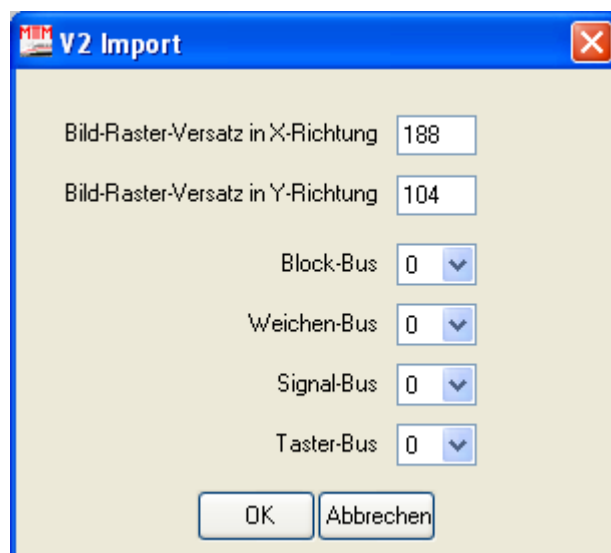 MTTM V2 Import
Bild-Raster-Versatz in X-Richtung 188
Bild-Raster-Versatz in Y-Richtung 104
Block-Bus 0
Weichen-Bus 0
Signal-Bus 0
Taster-Bus 0
OK Abbrechen